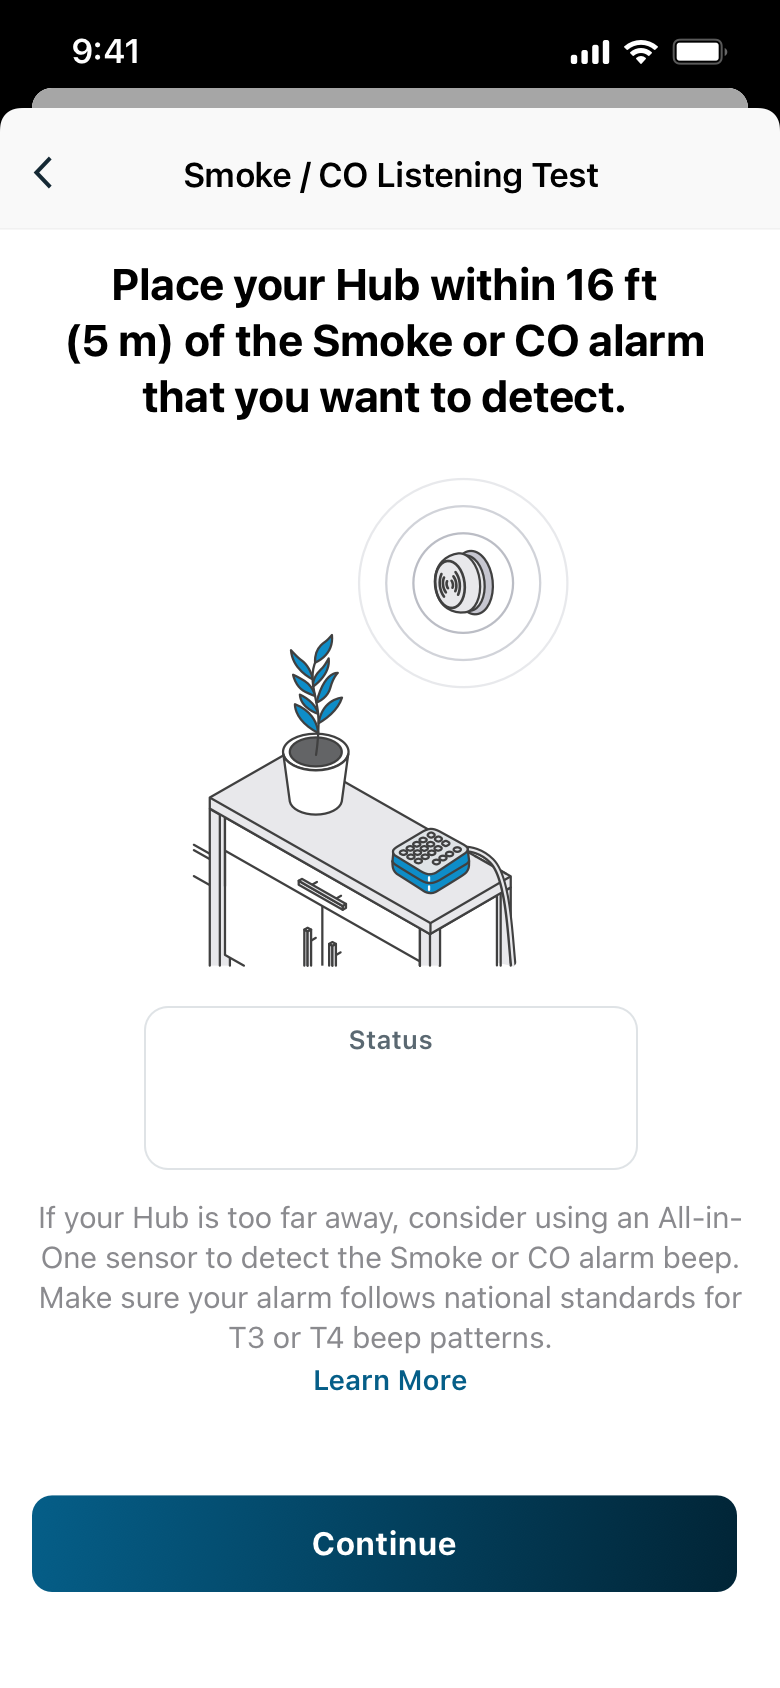 9:41
Smoke / CO Listening Test
Place your Hub within 16 ft
(5 m) of the Smoke or CO alarm
that you want to detect.
Status
If your Hub is too far away, consider using an All-in-
One sensor to detect the Smoke or CO alarm beep.
Make sure your alarm follows national standards for
T3 or T4 beep patterns.
Learn More
Continue